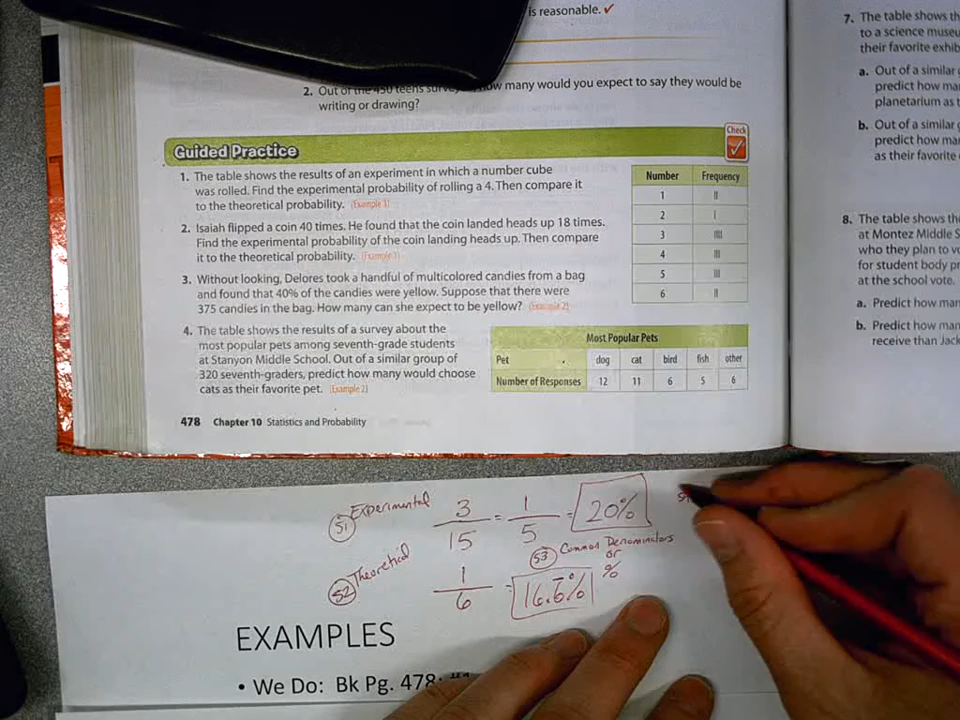 is reasonable. ✓
2. Out of the 450 teens how many would you expect to say they would be
writing or drawing?
Guided Practice
Check
1. The table shows the results of an experiment in which a number cube
was rolled. Find the experimental probability of rolling a 4. Then compare it
to the theoretical probability. (Example 1)
2. Isaiah flipped a coin 40 times. He found that the coin landed heads up 18 times.
Find the experimental probability of the coin landing heads up. Then compare
it to the theoretical probability. (Example 1)
3. Without looking, Delores took a handful of multicolored candies from a bag
and found that 40% of the candies were yellow. Suppose that there were
375 candies in the bag. How many can she expect to be yellow? (Example 2)
4. The table shows the results of a survey about the
most popular pets among seventh-grade students
at Stanyon Middle School. Out of a similar group of
320 seventh-graders, predict how many would choose
cats as their favorite pet. (Example 2)
Number Frequency
1 ||
2 |
3 ||||
4 |||
5 |||
6 ||
Most Popular Pets
Pet dog cat bird fish other
Number of Responses 12 11 6 5 6
478 Chapter 10 Statistics and Probability
7. The table shows th
to a science museu
their favorite exhib
a. Out of a similar
predict how ma
planetarium as t
b. Out of a similar
predict how ma
as their favorite
8. The table shows the
at Montez Middle S
who they plan to vo
for student body pr
at the school vote.
a. Predict how man
b. Predict how man
receive than Jack
S1 Experimental 3/15 = 1/5 = 20%
S2 Theoretical 1/6 = 16.6̅%
S3 Common Denominators
or
%
EXAMPLES
• We Do: Bk Pg. 478: